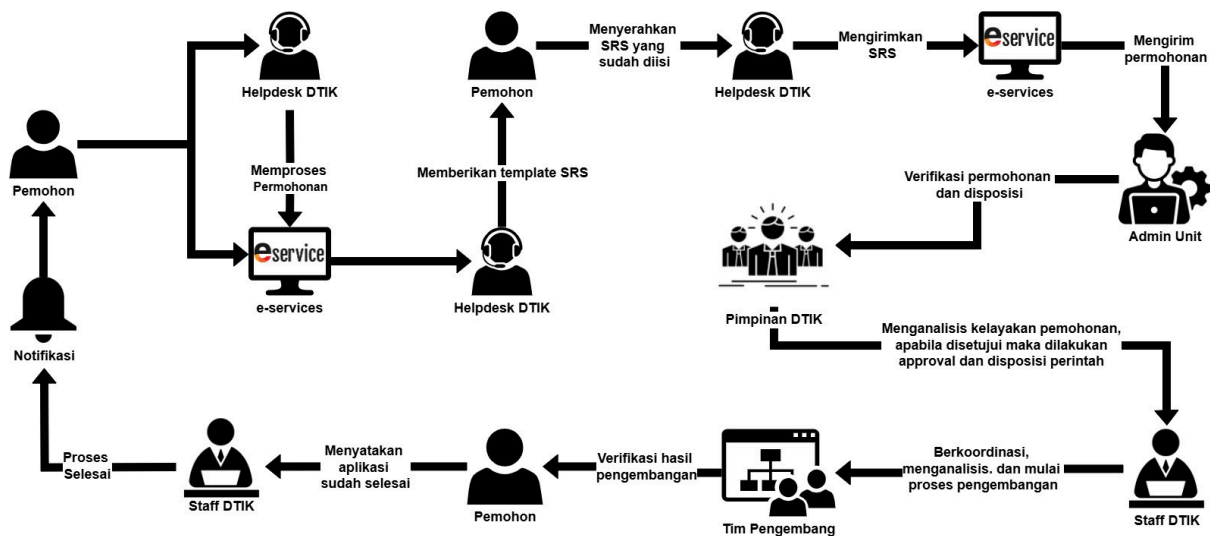 Pemohon
Helpdesk DTIK
Memproses
Permohonan
eservice
e-services
Helpdesk DTIK
Memberikan template SRS
Pemohon
Menyerahkan
SRS yang
sudah diisi
Helpdesk DTIK
Mengirimkan
SRS
eservice
e-services
Mengirim
permohonan
Admin Unit
Verifikasi permohonan
dan disposisi
Pimpinan DTIK
Menganalisis kelayakan pemohonan,
apabila disetujui maka dilakukan
approval dan disposisi perintah
Staff DTIK
Berkoordinasi,
menganalisis. dan mulai
proses pengembangan
Tim Pengembang
Verifikasi hasil
pengembangan
Pemohon
Menyatakan
aplikasi
sudah selesai
Staff DTIK
Proses
Selesai
Notifikasi